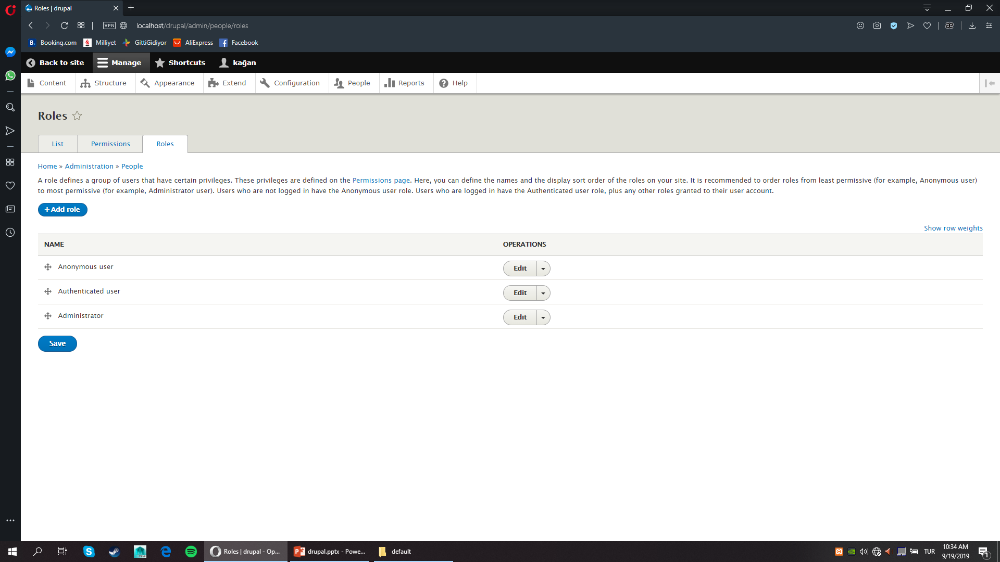 Roles | drupal
VPN
localhost/drupal/admin/people/roles
B. Booking.com Milliyet GittiGidiyor AliExpress Facebook
Back to site Manage Shortcuts kağan
Content Structure Appearance Extend Configuration People Reports Help
Roles
List Permissions Roles
Home » Administration » People
A role defines a group of users that have certain privileges. These privileges are defined on the Permissions page. Here, you can define the names and the display sort order of the roles on your site. It is recommended to order roles from least permissive (for example, Anonymous user)
to most permissive (for example, Administrator user). Users who are not logged in have the Anonymous user role. Users who are logged in have the Authenticated user role, plus any other roles granted to their user account.
+ Add role
Show row weights
NAME OPERATIONS
Anonymous user Edit
Authenticated user Edit
Administrator Edit
Save
Roles | drupal - Op... drupal.pptx - Powe... default
TUR
10:34 AM
9/19/2019
1